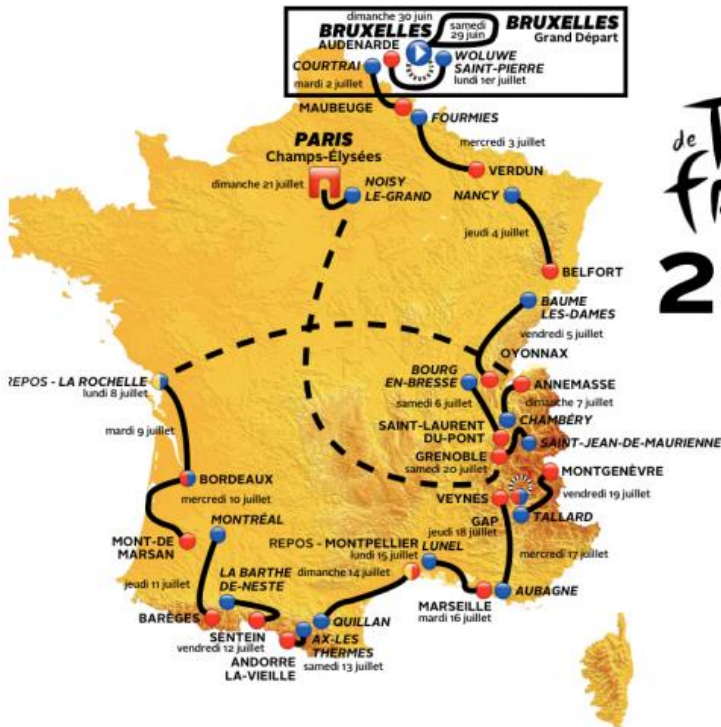 dimanche 30 juin
BRUXELLES
samedi
29 juin
BRUXELLES
Grand Départ
AUDENARDE
COURTRAI
mardi 2 juillet
WOLUWE
SAINT-PIERRE
lundi 1er juillet
MAUBEUGE
FOURMIES
mercredi 3 juillet
VERDUN
PARIS
Champs-Élysées
dimanche 21 juillet
NOISY
LE-GRAND
NANCY
jeudi 4 juillet
BELFORT
de
2
BAUME
LES-DAMES
vendredi 5 juillet
OYONNAX
BOURG
EN-BRESSE
samedi 6 juillet
ANNEMASSE
dimanche 7 juillet
CHAMBÉRY
REPOS - LA ROCHELLE
lundi 8 juillet
SAINT-LAURENT
DU-PONT
SAINT-JEAN-DE-MAURIENNE
GRENOBLE
samedi 20 juillet
mardi 9 juillet
MONTGENÈVRE
vendredi 19 juillet
BORDEAUX
mercredi 10 juillet
VEYNES
GAP
jeudi 18 juillet
TALLARD
mercredi 17 juillet
MONTRÉAL
MONT-DE
MARSAN
REPOS - MONTPELLIER
lundi 15 juillet
LUNEL
dimanche 14 juillet
jeudi 11 juillet
LA BARTHE
DE-NESTE
BARÈGES
SENTEIN
vendredi 12 juillet
QUILLAN
AX-LES
THERMES
samedi 13 juillet
ANDORRE
LA-VIEILLE
MARSEILLE
mardi 16 juillet
AUBAGNE